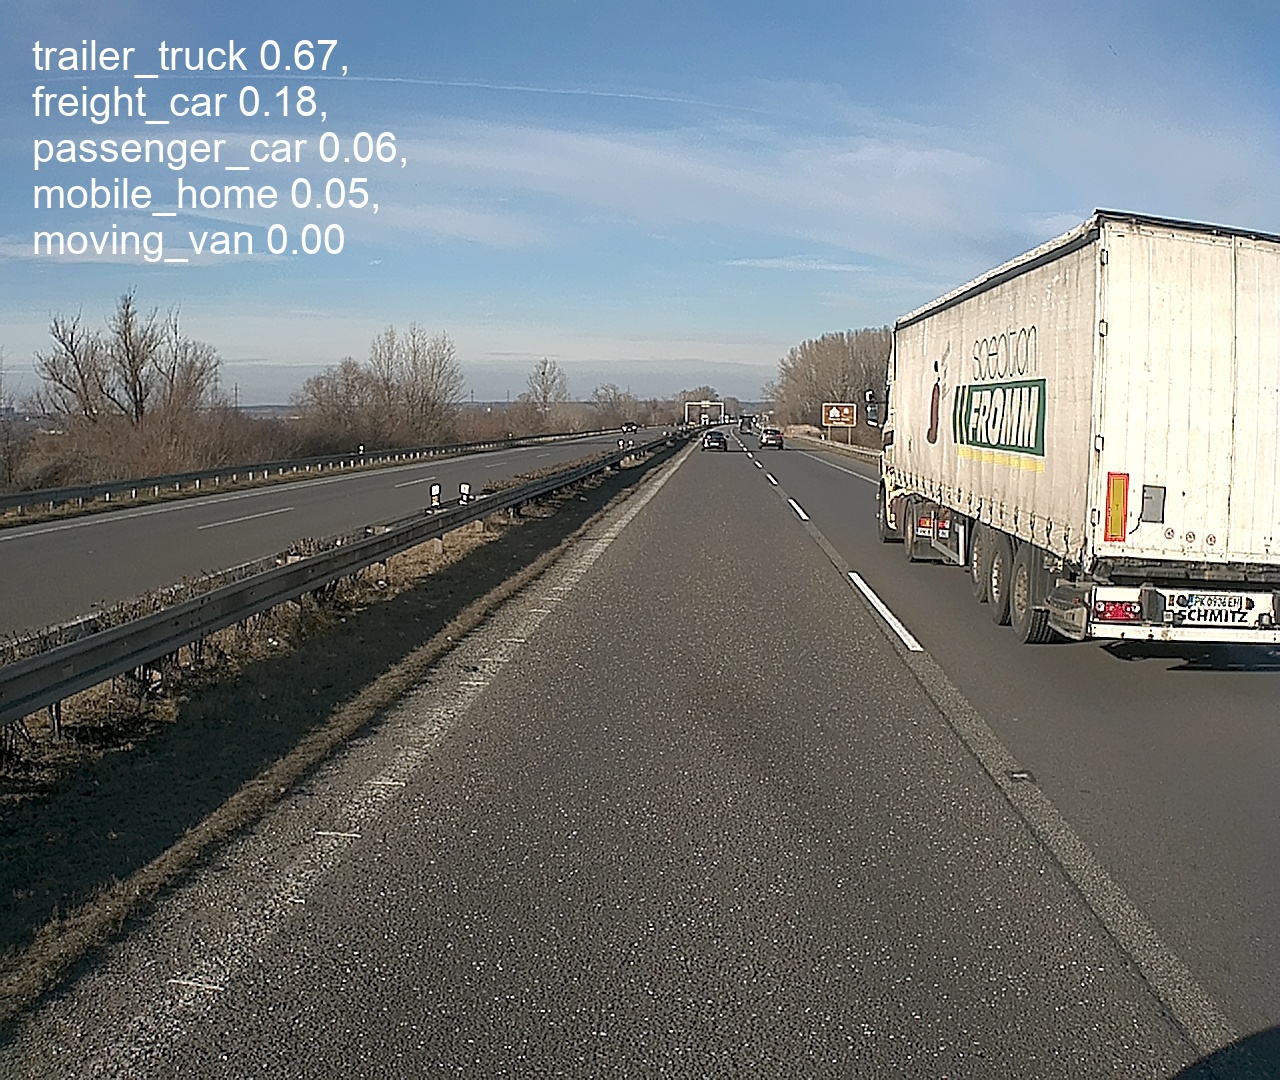 trailer_truck 0.67,
freight_car 0.18,
passenger_car 0.06,
mobile_home 0.05,
moving_van 0.00
FROMM
SCHMITZ